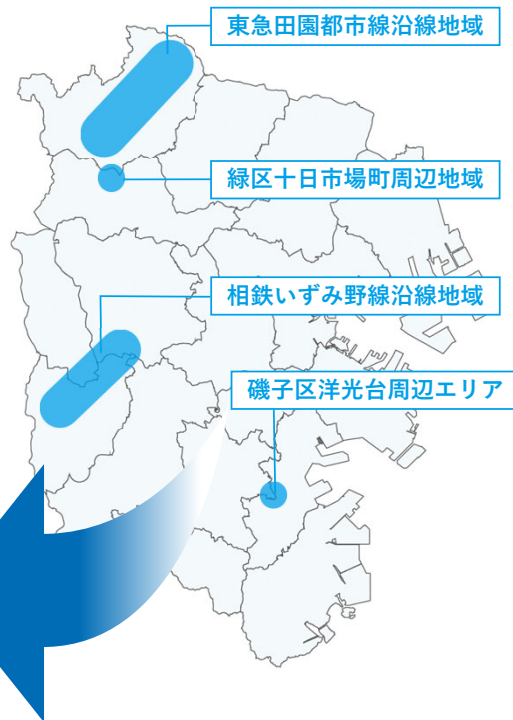 東急田園都市線沿線地域
緑区十日市場町周辺地域
相鉄いずみ野線沿線地域
磯子区洋光台周辺エリア